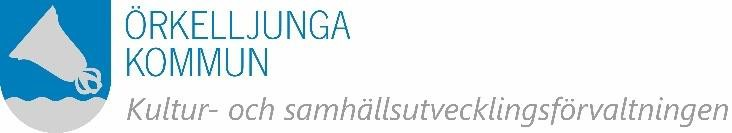 ÖRKELLJUNGA
KOMMUN
Kultur- och samhällsutvecklingsförvaltningen